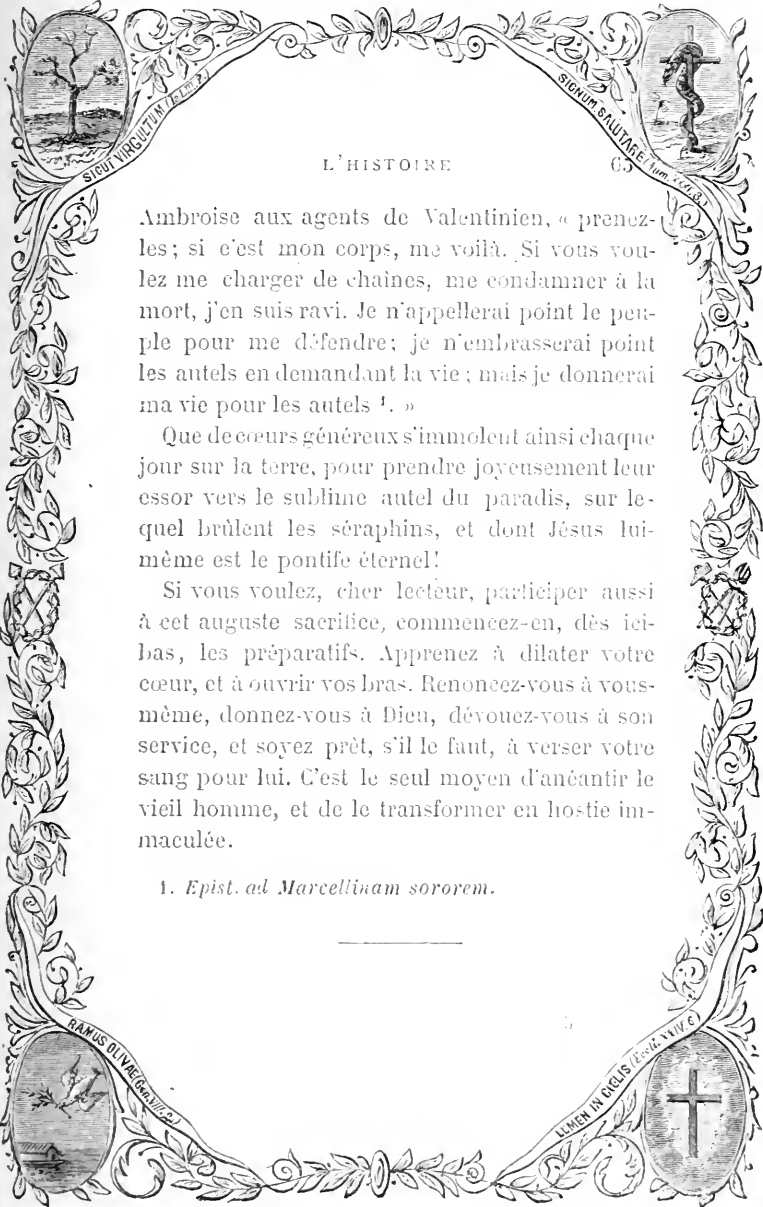 SICUT VIRGULTUM
SIGNUM SALUTARE
L'HISTOIRE
Ambroise aux agents de Valentinien, « prenez-
les; si c'est mon corps, me voilà. Si vous vou-
lez me charger de chaînes, me condamner à la
mort, j'en suis ravi. Je n'appellerai point le peu-
ple pour me défendre; je n'embrasserai point
les autels en demandant la vie; mais je donnerai
ma vie pour les autels ¹. »
Que de cœurs généreux s'immolent ainsi chaque
jour sur la terre, pour prendre joyeusement leur
essor vers le sublime autel du paradis, sur le-
quel brûlent les séraphins, et dont Jésus lui-
même est le pontife éternel!
Si vous voulez, cher lecteur, participer aussi
à cet auguste sacrifice, commencez-en, dès ici-
bas, les préparatifs. Apprenez à dilater votre
cœur, et à ouvrir vos bras. Renoncez-vous à vous-
même, donnez-vous à Dieu, dévouez-vous à son
service, et soyez prêt, s'il le faut, à verser votre
sang pour lui. C'est le seul moyen d'anéantir le
vieil homme, et de le transformer en hostie im-
maculée.
1. Epist. ad Marcellinam sororem.
RAMUS OLIVAE
LUMEN IN CŒLIS (Eccli. XXIV. 6)